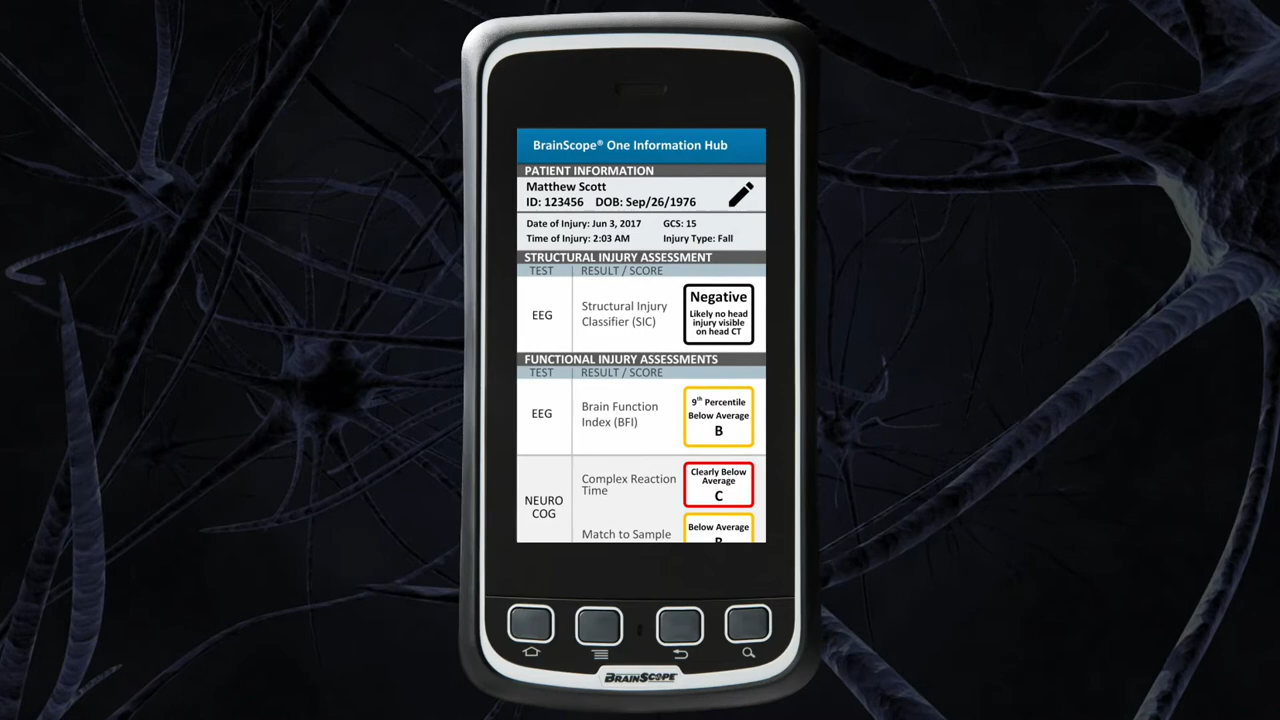 BrainScope® One Information Hub
PATIENT INFORMATION
Matthew Scott
ID: 123456 DOB: Sep/26/1976
Date of Injury: Jun 3, 2017 GCS: 15
Time of Injury: 2:03 AM Injury Type: Fall
STRUCTURAL INJURY ASSESSMENT
TEST RESULT / SCORE
EEG
Structural Injury
Classifier (SIC)
Negative
Likely no head
injury visible
on head CT
FUNCTIONAL INJURY ASSESSMENTS
TEST RESULT / SCORE
EEG
Brain Function
Index (BFI)
9th Percentile
Below Average
B
NEURO
COG
Complex Reaction
Time
Clearly Below
Average
C
Match to Sample
Below Average
B
BRAINSCOPE